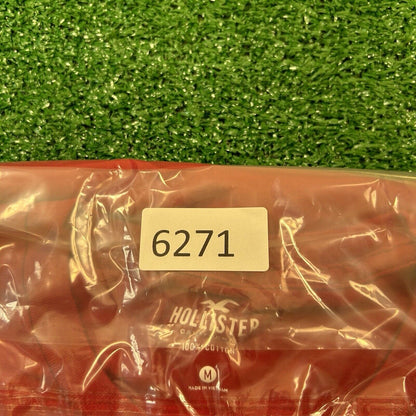 6271
HOLLISTER
100% COTTON
M
MADE IN VIETNAM